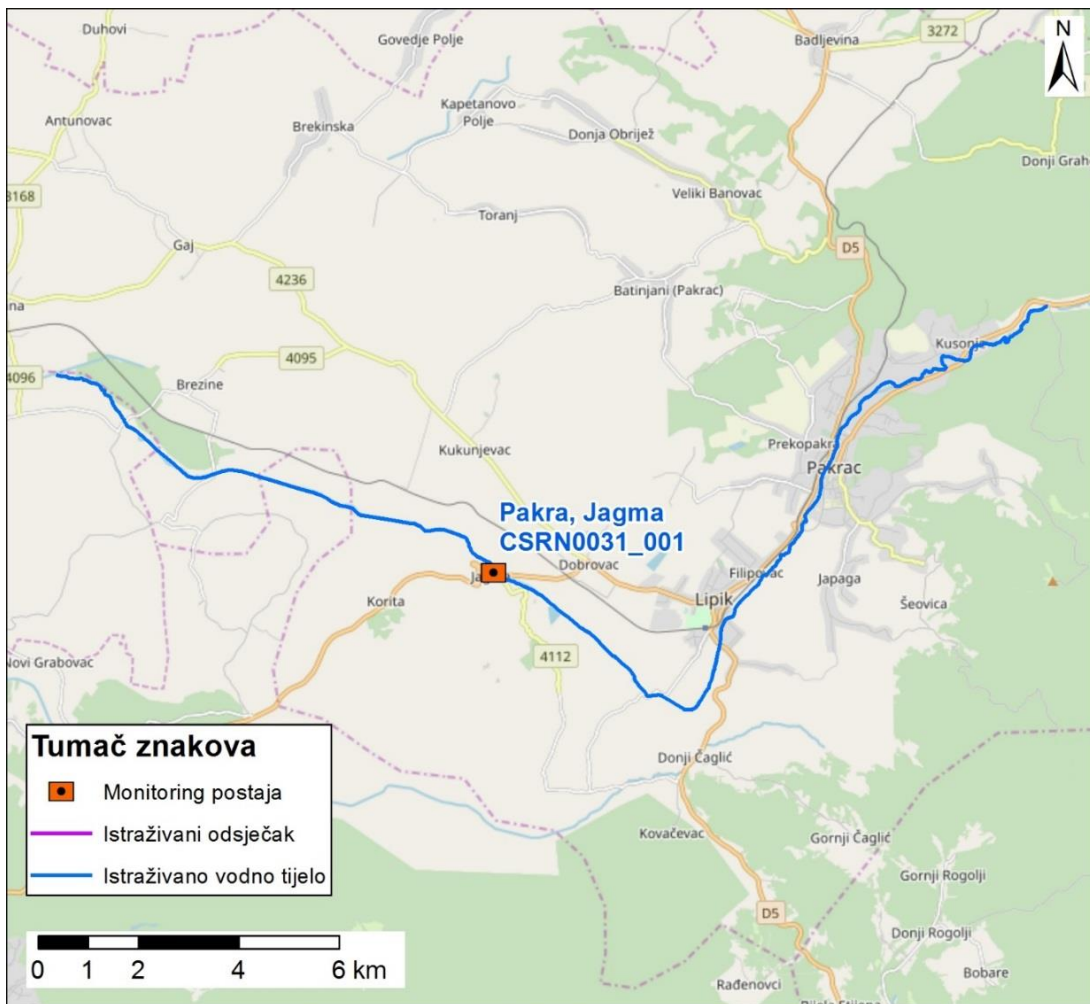 Duhovi
Govedje Polje
Badljevina
3272
N
Antunovac
Kapetanovo
Polje
Brekinska
Donja Obrijež
Donji Grah
3168
Veliki Banovac
Toranj
Gaj
D5
4236
Batinjani (Pakrac)
na
Kusonje
4095
4096
Brezine
Prekopakra
Kukunjevac
Pakrac
Pakra, Jagma
CSRN0031_001
Dobrovac
Filipovac
Japaga
Korita
Lipik
Šeovica
4112
Novi Grabovac
Tumač znakova
Donji Čaglić
Monitoring postaja
Kovačevac
Gornji Čaglić
Istraživani odsječak
Gornji Rogolji
Istraživano vodno tijelo
D5
Donji Rogolji
0 1 2 4 6 km
Bobare
Rađenovci